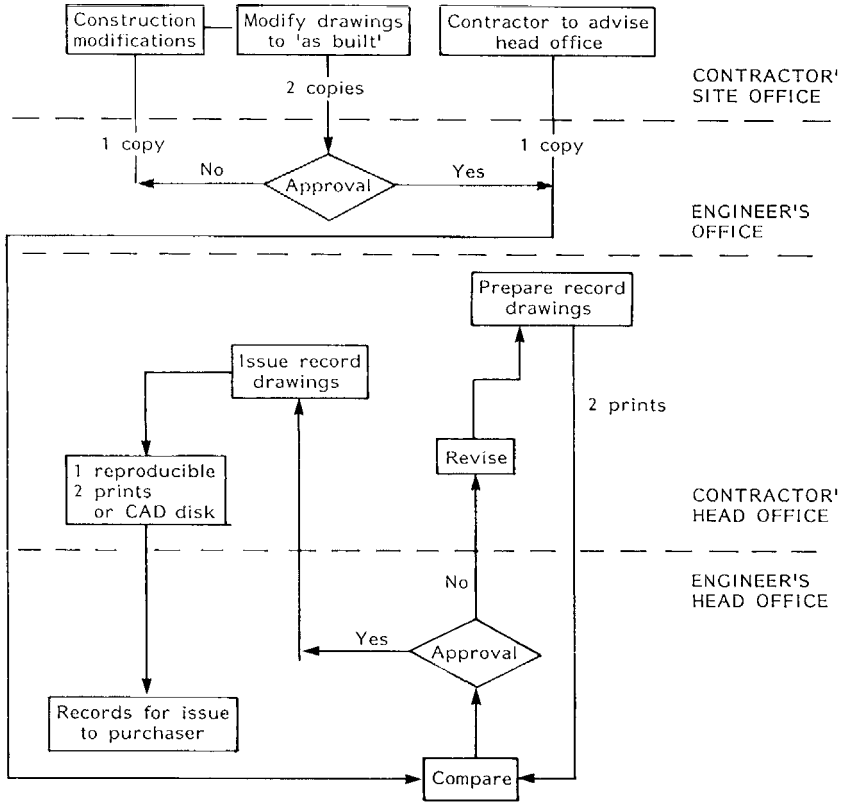 Construction
modifications
Modify drawings
to 'as built'
Contractor to advise
head office
2 copies
CONTRACTOR'
SITE OFFICE
1 copy
1 copy
No
Approval
Yes
ENGINEER'S
OFFICE
Prepare record
drawings
Issue record
drawings
2 prints
Revise
1 reproducible
2 prints
or CAD disk
CONTRACTOR'
HEAD OFFICE
No
ENGINEER'S
HEAD OFFICE
Yes
Approval
Records for issue
to purchaser
Compare